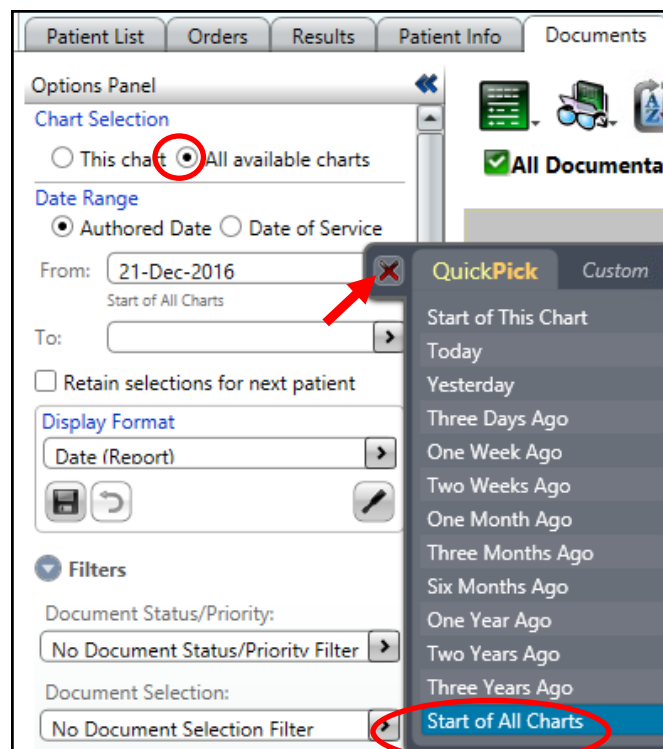 Patient List Orders Results Patient Info Documents
Options Panel
Chart Selection
This chart All available charts
All Documenta
Date Range
Authored Date Date of Service
From: 21-Dec-2016
Start of All Charts
To:
Retain selections for next patient
Display Format
Date (Report)
Filters
Document Status/Priority:
No Document Status/Priority Filter
Document Selection:
No Document Selection Filter
QuickPick Custom
Start of This Chart
Today
Yesterday
Three Days Ago
One Week Ago
Two Weeks Ago
One Month Ago
Three Months Ago
Six Months Ago
One Year Ago
Two Years Ago
Three Years Ago
Start of All Charts